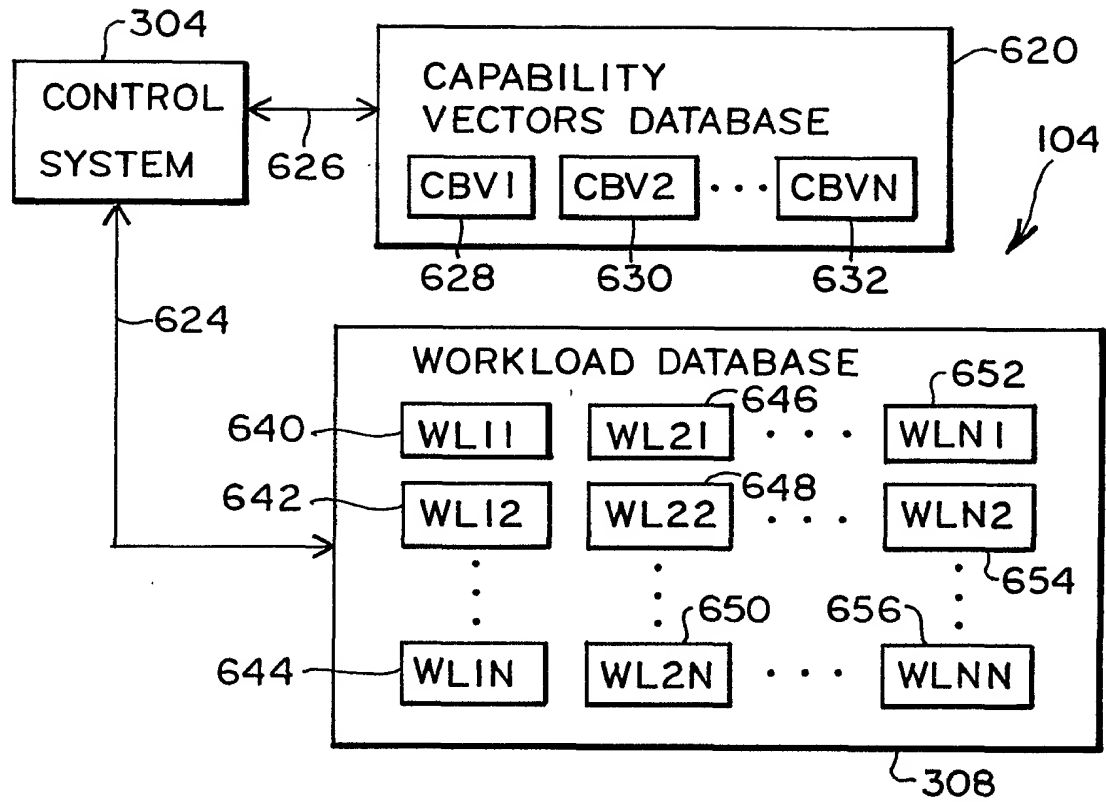 304
620
CONTROL
SYSTEM
626
CAPABILITY
VECTORS DATABASE
104
CBV1
CBV2
• • •
CBVN
628
630
632
624
WORKLOAD DATABASE
640
WL11
646
WL21
• • •
652
WLN1
642
WL12
648
WL22
• • •
WLN2
654
644
WL1N
650
WL2N
• • •
656
WLNN
308